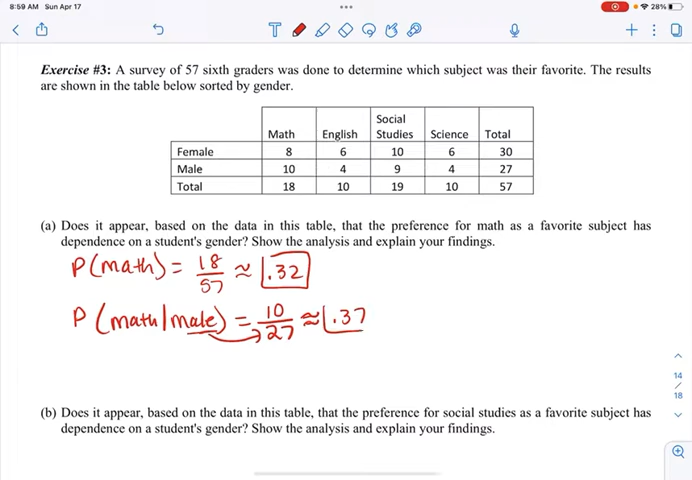 8:59 AM Sun Apr 17
28%
Exercise #3: A survey of 57 sixth graders was done to determine which subject was their favorite. The results
are shown in the table below sorted by gender.
Math English Social Studies Science Total
Female 8 6 10 6 30
Male 10 4 9 4 27
Total 18 10 19 10 57
(a) Does it appear, based on the data in this table, that the preference for math as a favorite subject has
dependence on a student's gender? Show the analysis and explain your findings.
P(math) = 18/57 ≈ .32
P(math|male) = 10/27 ≈ .37
14
/
18
(b) Does it appear, based on the data in this table, that the preference for social studies as a favorite subject has
dependence on a student's gender? Show the analysis and explain your findings.